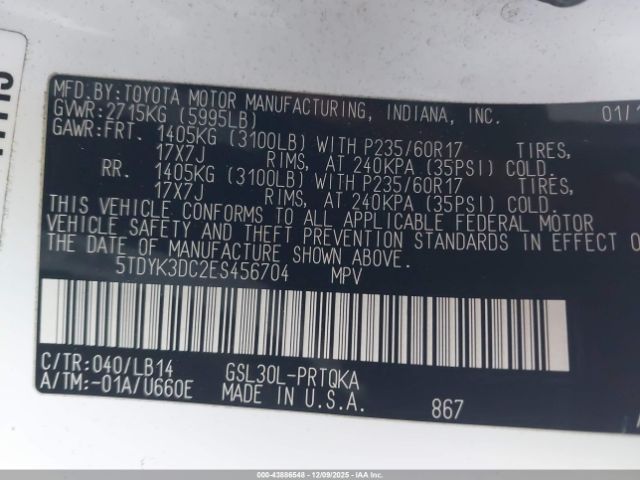 MFD.BY:TOYOTA MOTOR MANUFACTURING, INDIANA, INC. 01/
GVWR:2715KG (5995LB)
GAWR:FRT. 1405KG (3100LB) WITH P235/60R17 TIRES,
17X7J RIMS, AT 240KPA (35PSI) COLD.
RR. 1405KG (3100LB) WITH P235/60R17 TIRES,
17X7J RIMS, AT 240KPA (35PSI) COLD.
THIS VEHICLE CONFORMS TO ALL APPLICABLE FEDERAL MOTOR
VEHICLE SAFETY AND THEFT PREVENTION STANDARDS IN EFFECT O
THE DATE OF MANUFACTURE SHOWN ABOVE.
5TDYK3DC2ES456704 MPV
C/TR:040/LB14 GSL30L-PRTQKA
A/TM:-01A/U660E MADE IN U.S.A. 867
000-43886548 - 12/09/2025 - IAAI.CA